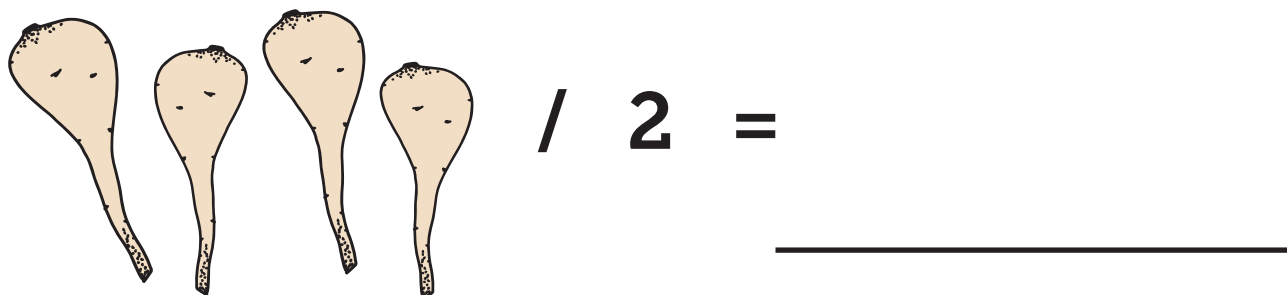 / 2 =